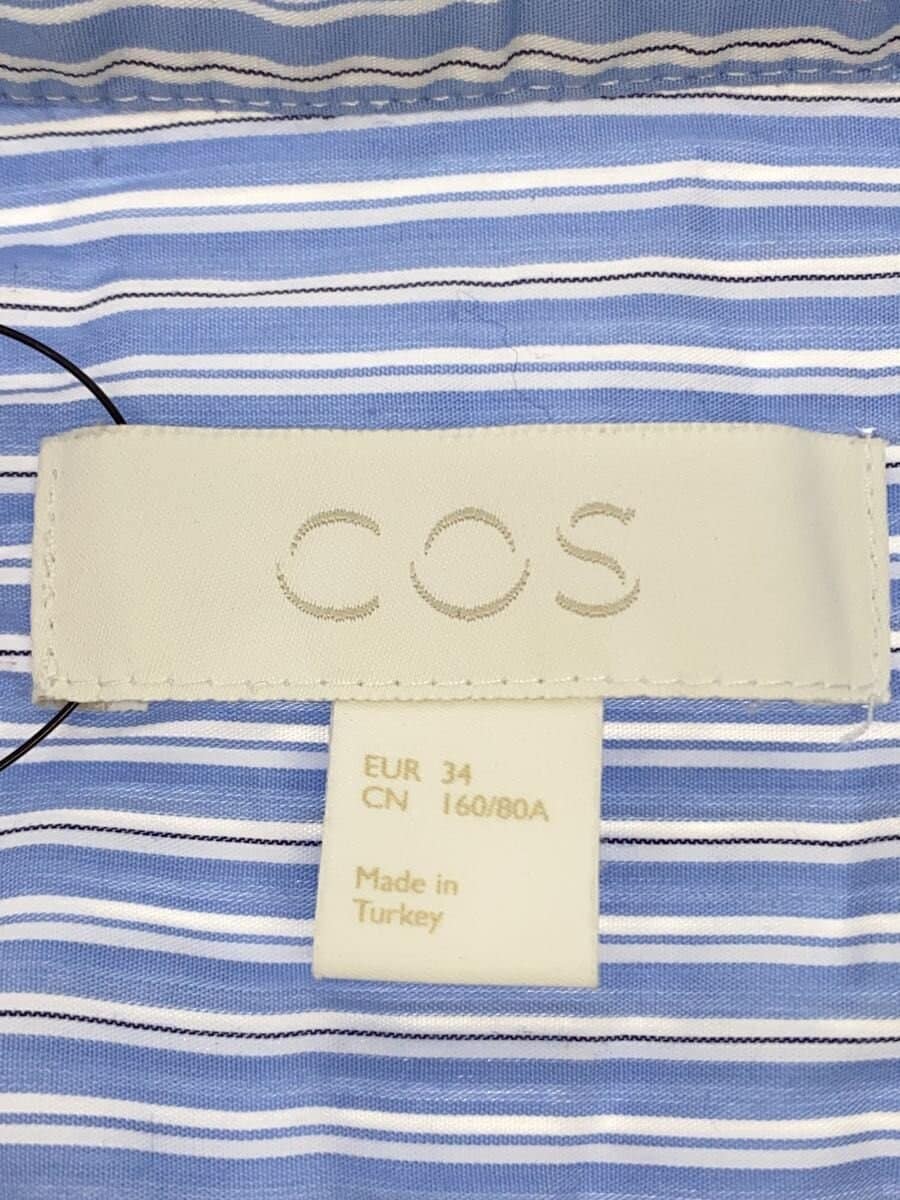 COS
EUR 34
CN 160/80A
Made in
Turkey